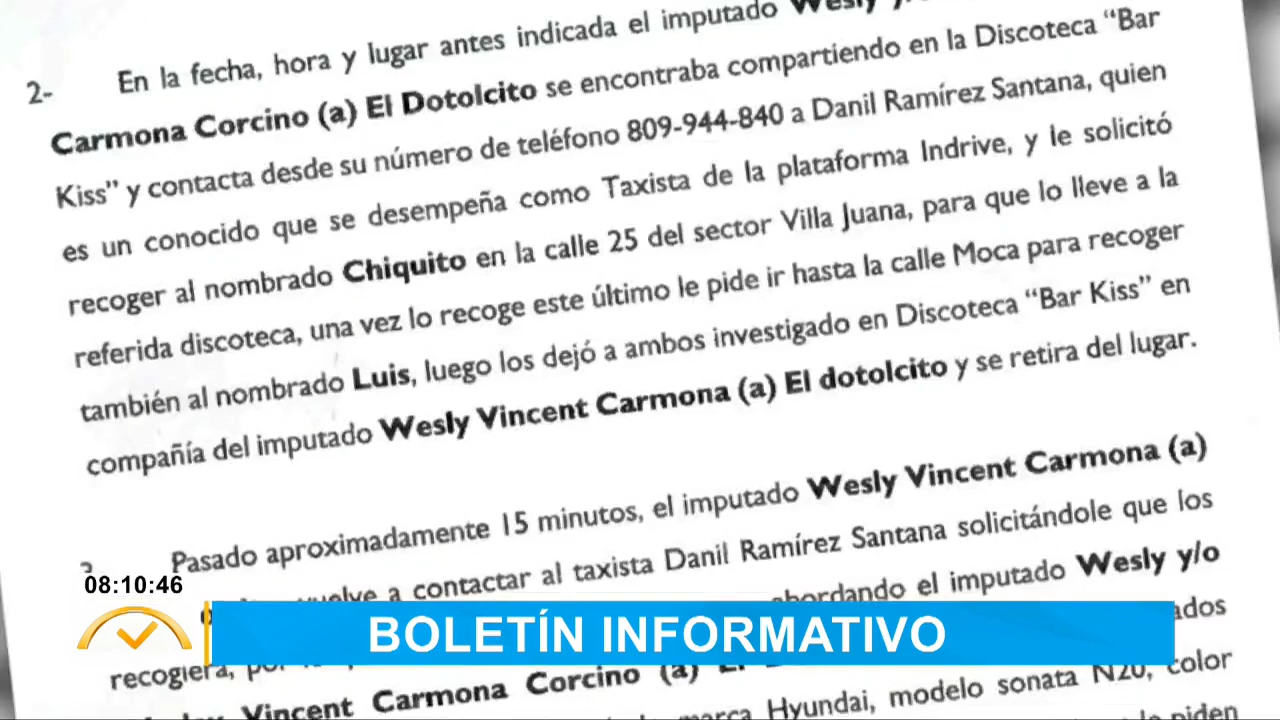 2- En la fecha, hora y lugar antes indicada el imputado Wesly
Carmona Corcino (a) El Dotolcito se encontraba compartiendo en la Discoteca “Bar
Kiss” y contacta desde su número de teléfono 809-944-840 a Danil Ramírez Santana, quien
es un conocido que se desempeña como Taxista de la plataforma Indrive, y le solicitó
recoger al nombrado Chiquito en la calle 25 del sector Villa Juana, para que lo lleve a la
referida discoteca, una vez lo recoge este último le pide ir hasta la calle Moca para recoger
también al nombrado Luis, luego los dejó a ambos investigado en Discoteca “Bar Kiss” en
compañía del imputado Wesly Vincent Carmona (a) El dotolcito y se retira del lugar.
Pasado aproximadamente 15 minutos, el imputado Wesly Vincent Carmona (a)
vuelve a contactar al taxista Danil Ramírez Santana solicitándole que los
recogiera, abordando el imputado Wesly y/o
Vincent Carmona Corcino (a)
marca Hyundai, modelo sonata N20, color
piden
08:10:46
BOLETÍN INFORMATIVO